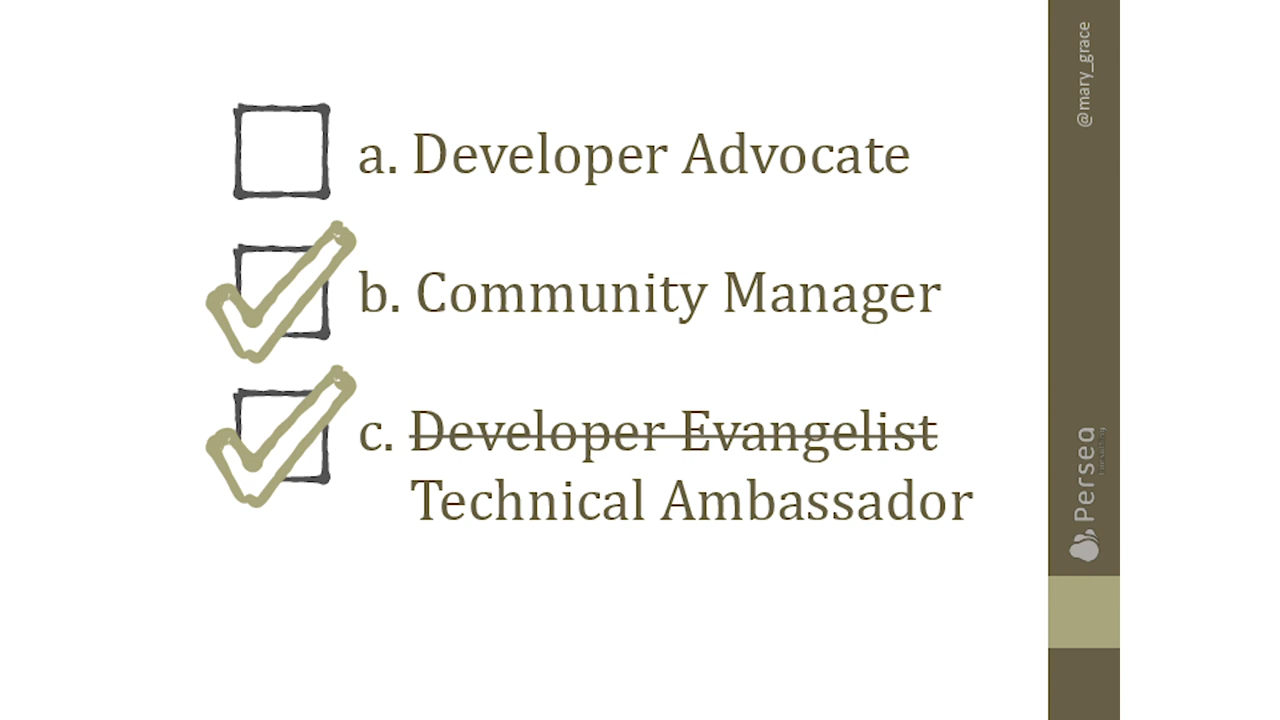 a. Developer Advocate
b. Community Manager
c. Developer Evangelist
Technical Ambassador
@mary_grace
Persea